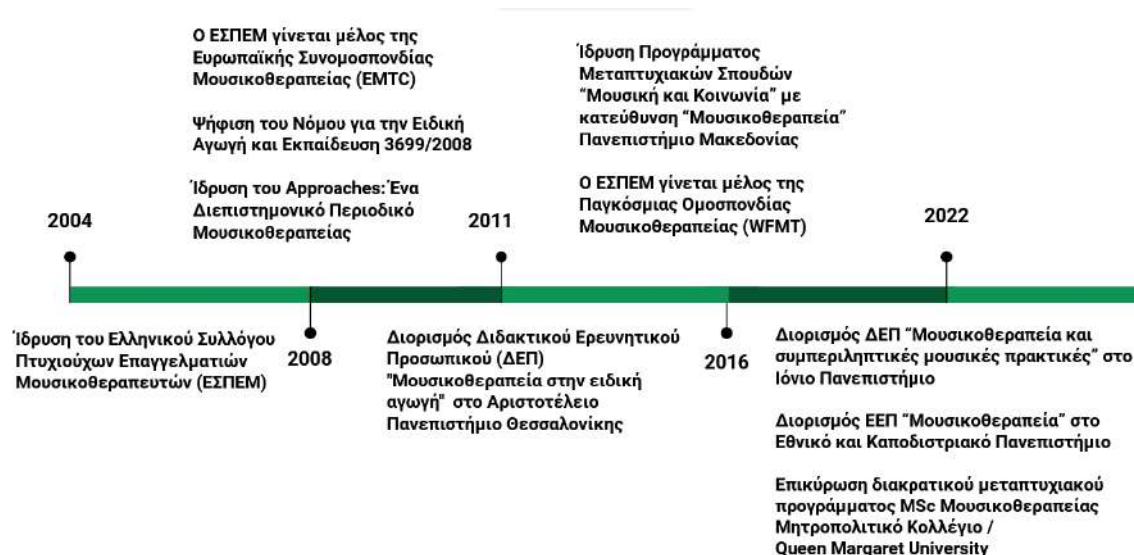 Ο ΕΣΠΕΜ γίνεται μέλος της
Ευρωπαϊκής Συνομοσπονδίας
Μουσικοθεραπείας (EMTC)
Ψήφιση του Νόμου για την Ειδική
Αγωγή και Εκπαίδευση 3699/2008
Ίδρυση του Approaches: Ένα
Διεπιστημονικό Περιοδικό
Μουσικοθεραπείας
Ίδρυση Προγράμματος
Μεταπτυχιακών Σπουδών
“Μουσική και Κοινωνία” με
κατεύθυνση “Μουσικοθεραπεία”
Πανεπιστήμιο Μακεδονίας
Ο ΕΣΠΕΜ γίνεται μέλος της
Παγκόσμιας Ομοσπονδίας
Μουσικοθεραπείας (WFMT)
2004
2011
2022
Ίδρυση του Ελληνικού Συλλόγου
Πτυχιούχων Επαγγελματιών
Μουσικοθεραπευτών (ΕΣΠΕΜ)
2008
Διορισμός Διδακτικού Ερευνητικού
Προσωπικού (ΔΕΠ)
"Μουσικοθεραπεία στην ειδική
αγωγή" στο Αριστοτέλειο
Πανεπιστήμιο Θεσσαλονίκης
2016
Διορισμός ΔΕΠ “Μουσικοθεραπεία και
συμπεριληπτικές μουσικές πρακτικές” στο
Ιόνιο Πανεπιστήμιο
Διορισμός ΕΕΠ “Μουσικοθεραπεία” στο
Εθνικό και Καποδιστριακό Πανεπιστήμιο
Επικύρωση διακρατικού μεταπτυχιακού
προγράμματος MSc Μουσικοθεραπείας
Μητροπολιτικό Κολλέγιο /
Queen Margaret University